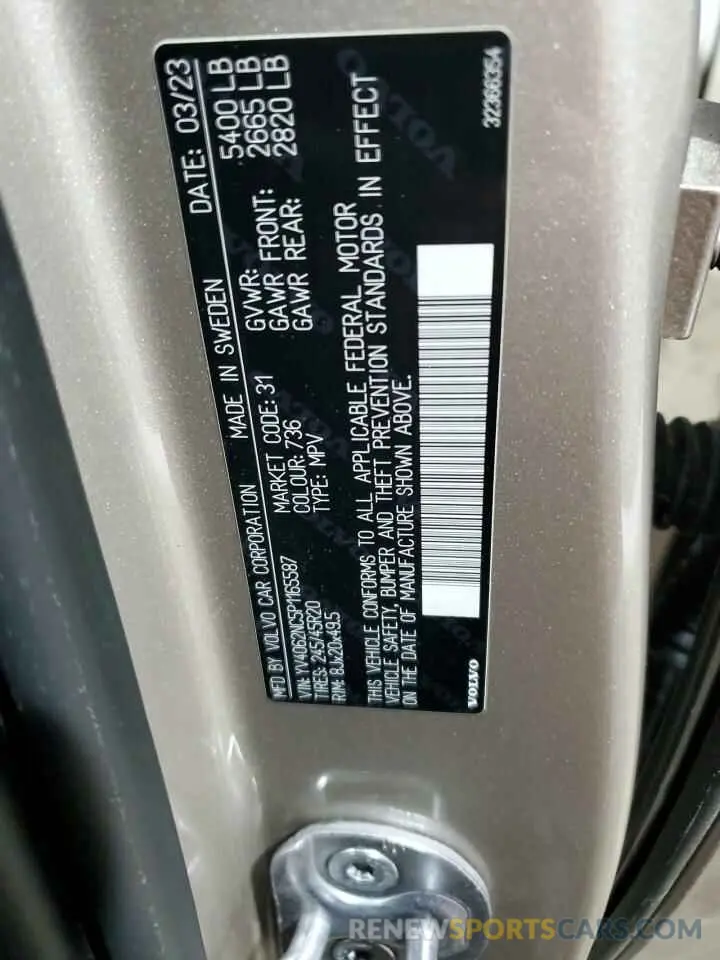 MFD BY VOLVO CAR CORPORATION MADE IN SWEDEN DATE: 03/23
VIN: YV4062NC5P1165587 MARKET CODE: 31 GVWR: 5400 LB
TIRES: 245/45R20 COLOUR: 736 GAWR FRONT: 2665 LB
RIM: 8Jx20x49.5 TYPE: MPV GAWR REAR: 2820 LB
THIS VEHICLE CONFORMS TO ALL APPLICABLE FEDERAL MOTOR
VEHICLE SAFETY, BUMPER AND THEFT PREVENTION STANDARDS IN EFFECT
ON THE DATE OF MANUFACTURE SHOWN ABOVE.
VOLVO 32366354
RENEWSPORTSCARS.COM